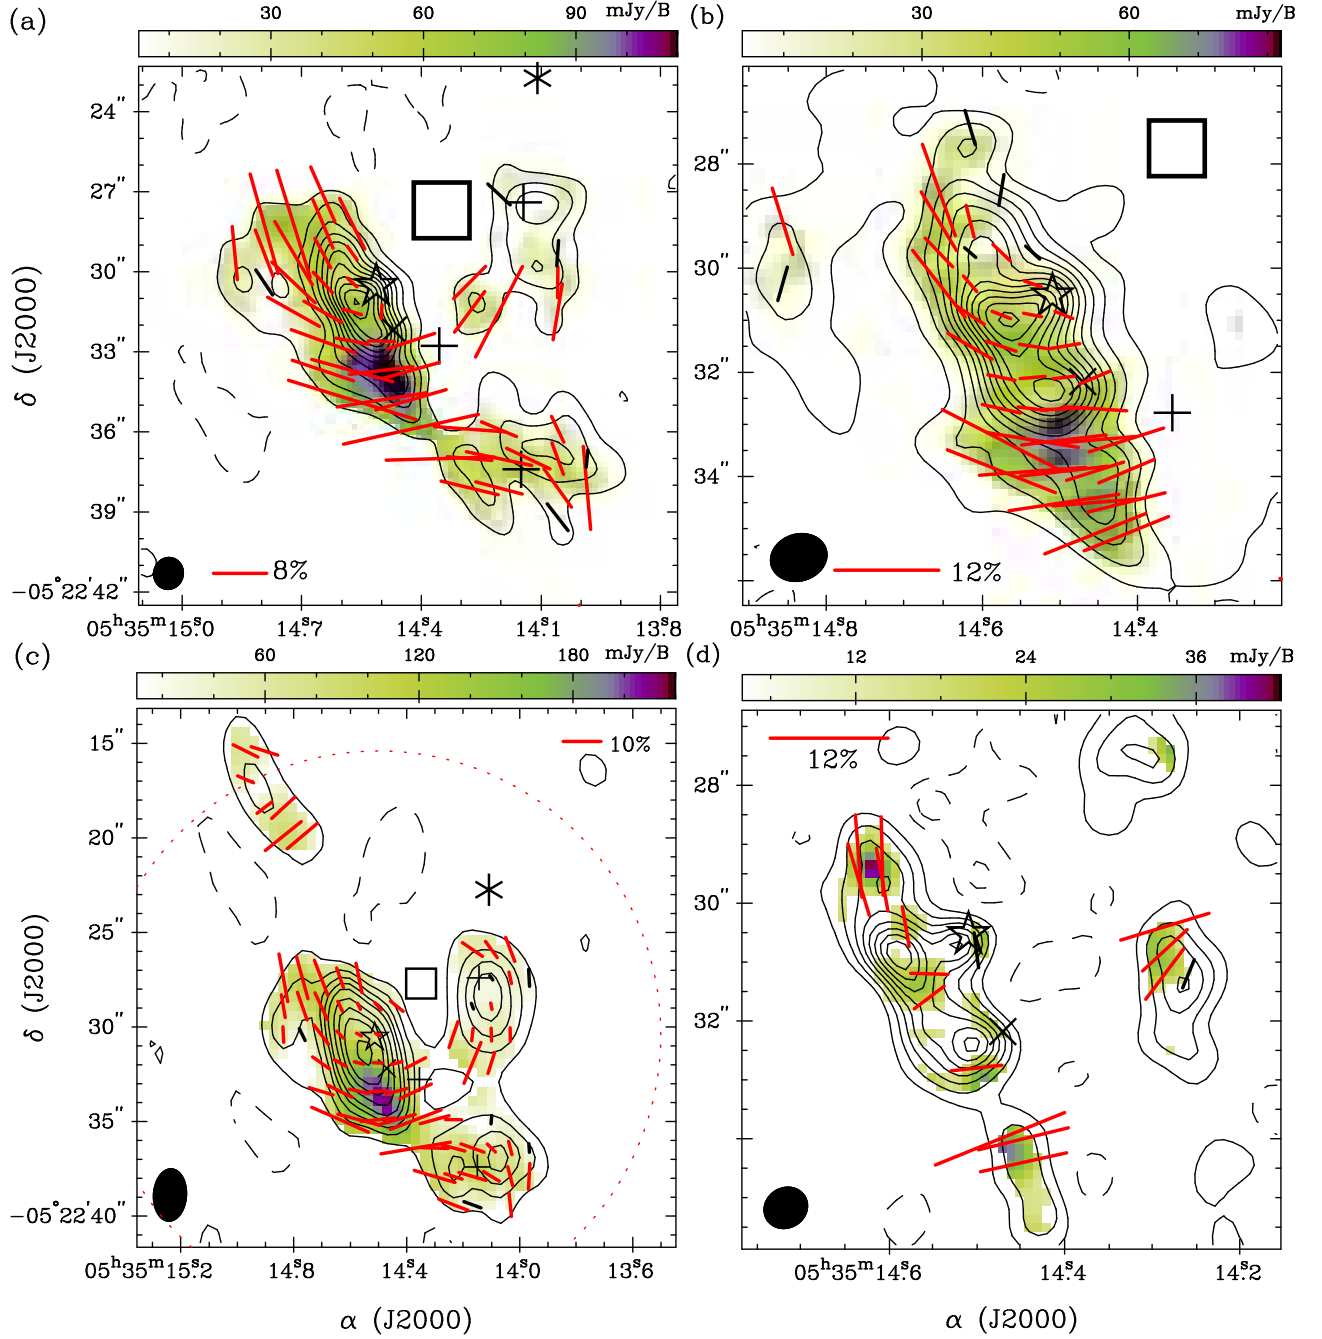 (a) 30 60 90 mJy/B
24″
27″
30″
33″
36″
39″
−05°22′42″
δ (J2000)
8%
05ʰ35ᵐ15ˢ.0 14ˢ.7 14ˢ.4 14ˢ.1 13ˢ.8
(b) 30 60 mJy/B
28″
30″
32″
34″
12%
05ʰ35ᵐ14ˢ.8 14ˢ.6 14ˢ.4
(c) 60 120 180 mJy/B
15″
10%
20″
25″
30″
35″
−05°22′40″
δ (J2000)
05ʰ35ᵐ15ˢ.2 14ˢ.8 14ˢ.4 14ˢ.0 13ˢ.6
α (J2000)
(d) 12 24 36 mJy/B
12%
28″
30″
32″
05ʰ35ᵐ14ˢ.6 14ˢ.4 14ˢ.2
α (J2000)